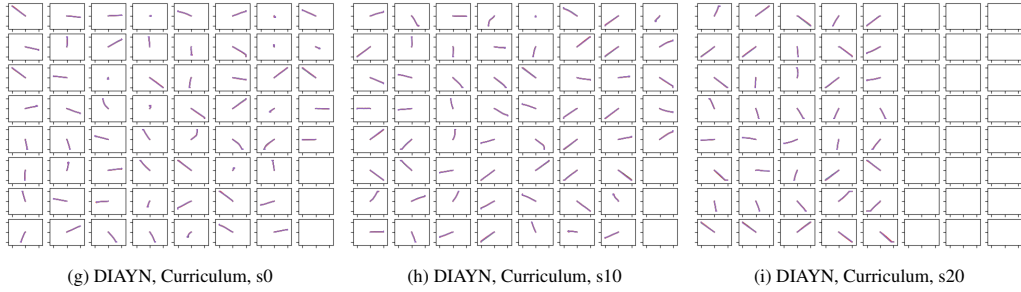 (g) DIAYN, Curriculum, s0
(h) DIAYN, Curriculum, s10
(i) DIAYN, Curriculum, s20